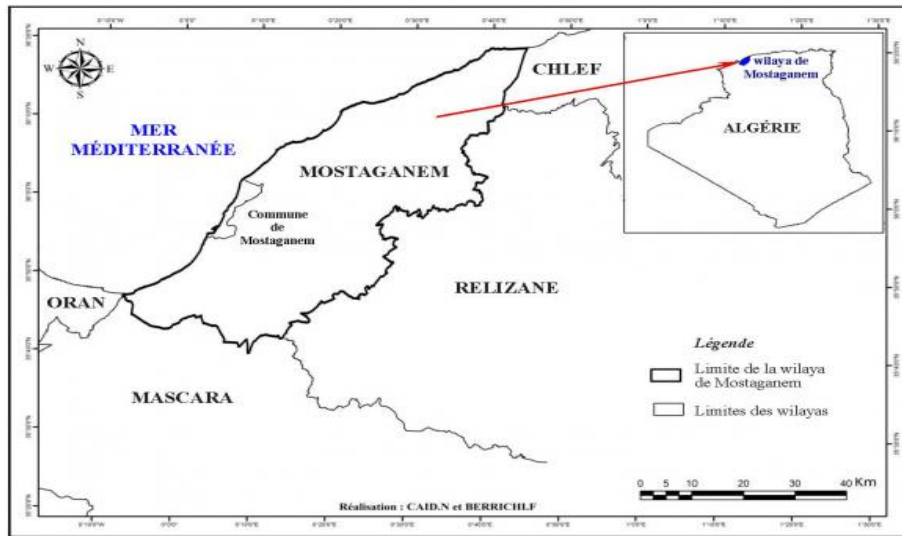 N
W
E
S
MER
MÉDITERRANÉE
CHLEF
MOSTAGANEM
Commune
de
Mostaganem
ORAN
RELIZANE
MASCARA
wilaya de
Mostaganem
ALGÉRIE
Légende
Limite de la wilaya
de Mostaganem
Limites des wilayas
0 5 10 20 30 40 Km
Réalisation : CAID.N et BERRICHI.F